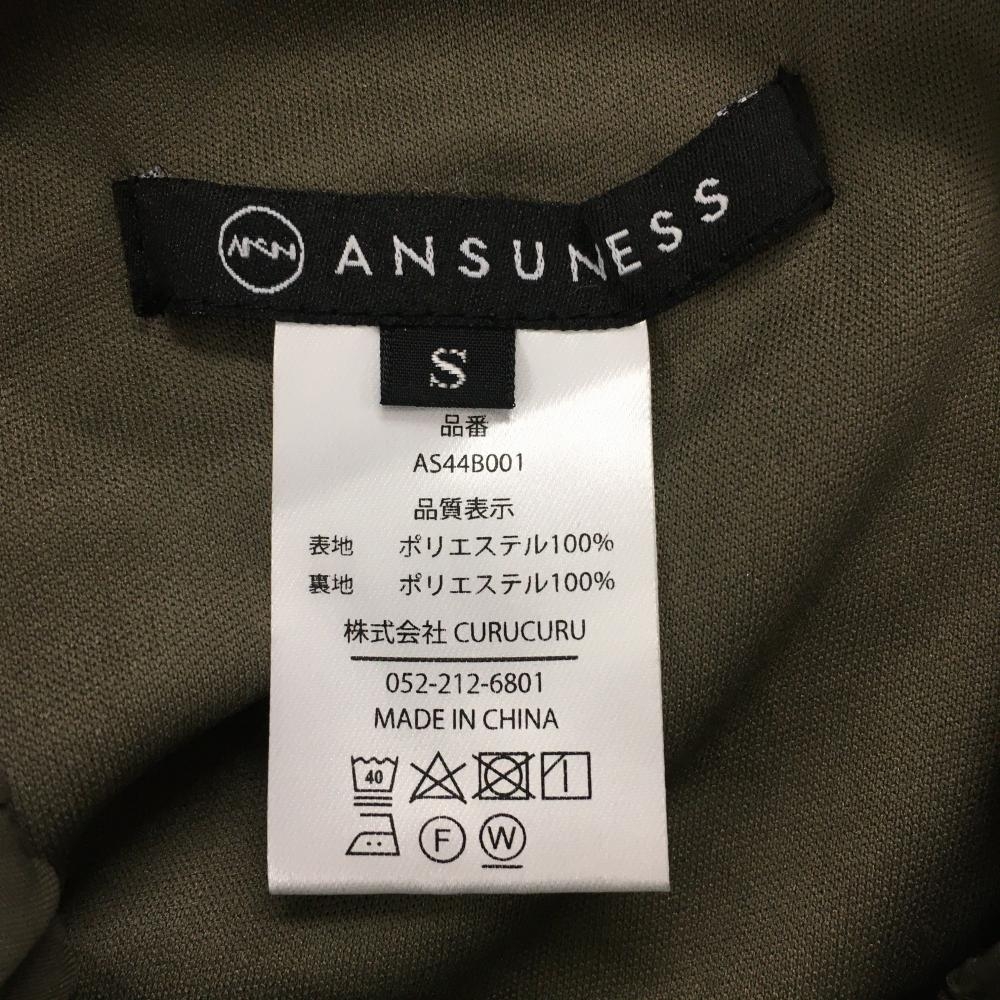 ANSN ANSUNESS
S
品番
AS44B001
品質表示
表地 ポリエステル100%
裏地 ポリエステル100%
株式会社 CURUCURU
052-212-6801
MADE IN CHINA
40
F W